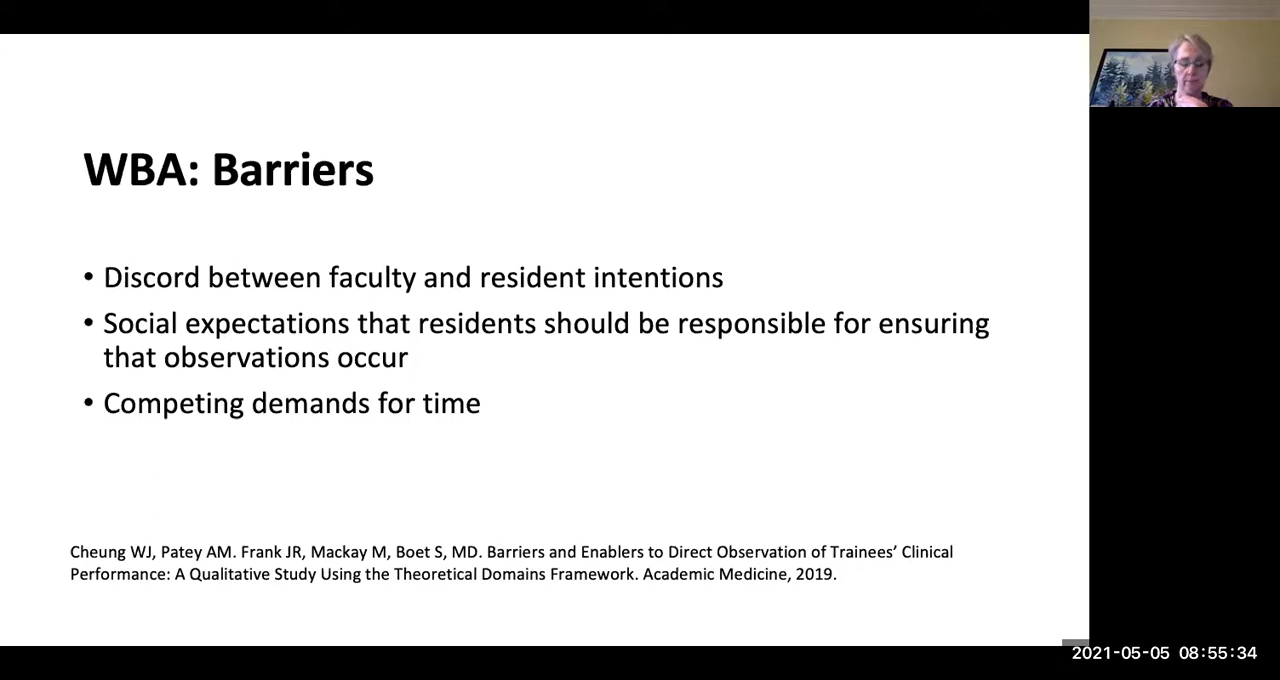 WBA: Barriers
• Discord between faculty and resident intentions
• Social expectations that residents should be responsible for ensuring
that observations occur
• Competing demands for time
Cheung WJ, Patey AM. Frank JR, Mackay M, Boet S, MD. Barriers and Enablers to Direct Observation of Trainees’ Clinical
Performance: A Qualitative Study Using the Theoretical Domains Framework. Academic Medicine, 2019.
2021-05-05 08:55:34